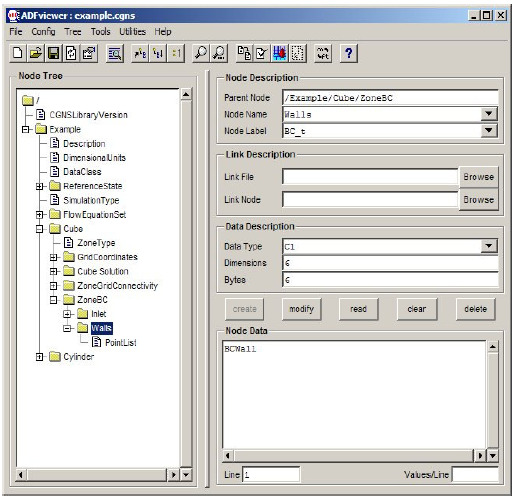 ADFviewer : example.cgns
File Config Tree Tools Utilities Help
Node Tree
/
CGNSLibraryVersion
Example
Description
DimensionalUnits
DataClass
ReferenceState
SimulationType
FlowEquationSet
Cube
ZoneType
GridCoordinates
Cube Solution
ZoneGridConnectivity
ZoneBC
Inlet
Walls
PointList
Cylinder
Node Description
Parent Node /Example/Cube/ZoneBC
Node Name Walls
Node Label BC_t
Link Description
Link File Browse
Link Node Browse
Data Description
Data Type C1
Dimensions 6
Bytes 6
create modify read clear delete
Node Data
BCWall
Line 1 Values/Line